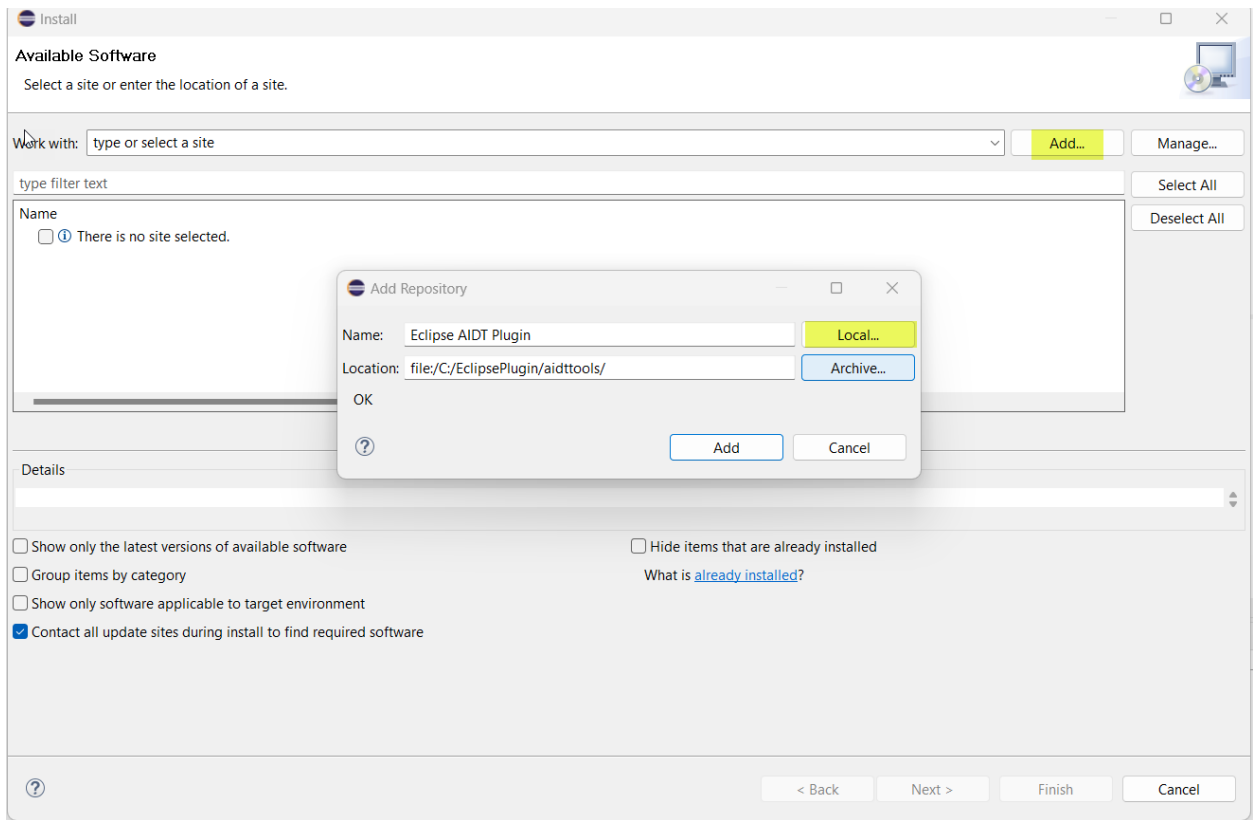 Install
Available Software
Select a site or enter the location of a site.
Work with: type or select a site Add... Manage...
type filter text Select All
Name Deselect All
There is no site selected.
Add Repository
Name: Eclipse AIDT Plugin Local...
Location: file:/C:/EclipsePlugin/aidttools/ Archive...
OK
? Add Cancel
Details
Show only the latest versions of available software Hide items that are already installed
Group items by category What is already installed?
Show only software applicable to target environment
Contact all update sites during install to find required software
? < Back Next > Finish Cancel